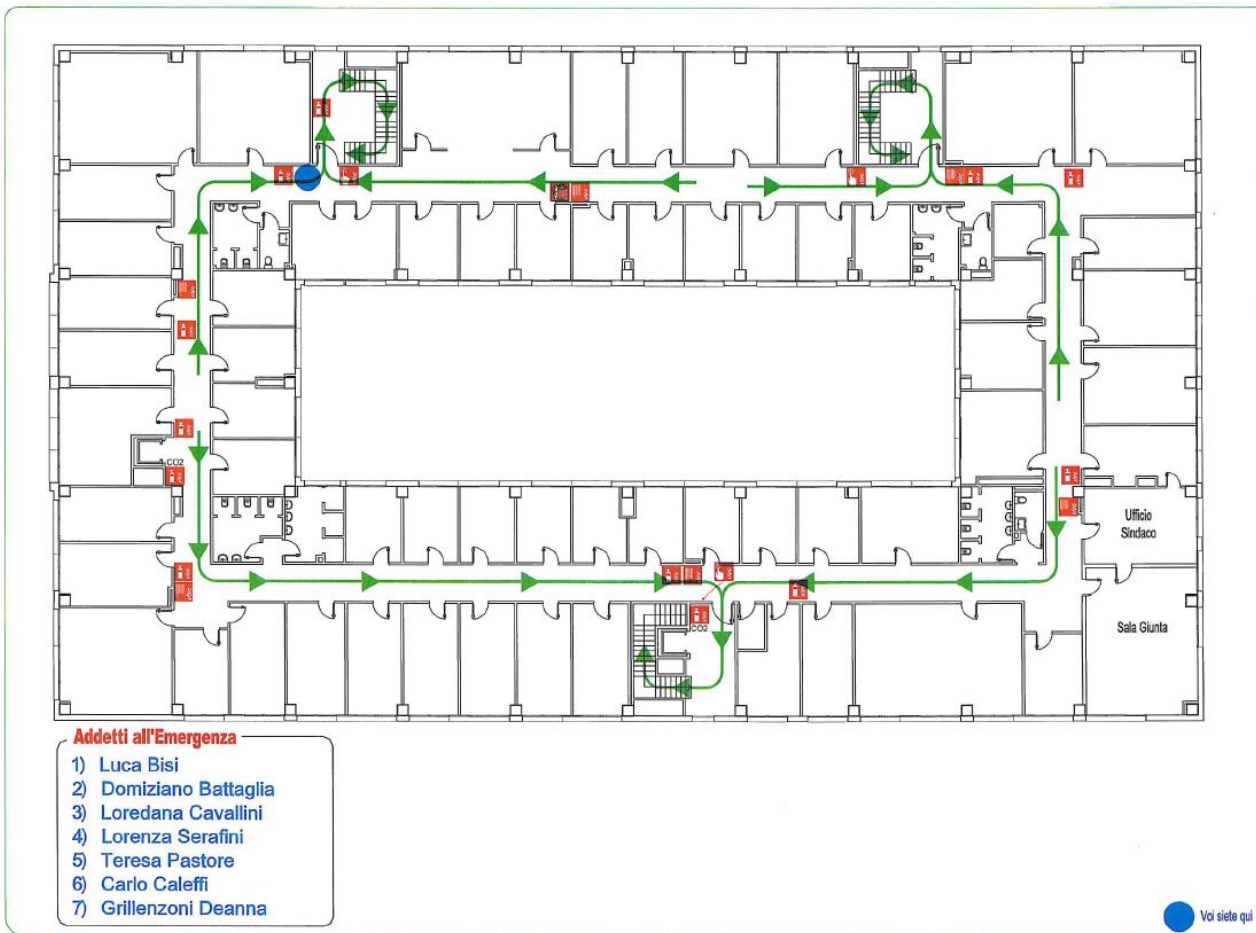 CO2
Ufficio
Sindaco
Sala Giunta
CO2
Addetti all'Emergenza
1) Luca Bisi
2) Domiziano Battaglia
3) Loredana Cavallini
4) Lorenza Serafini
5) Teresa Pastore
6) Carlo Caleffi
7) Grillenzoni Deanna
Voi siete qui